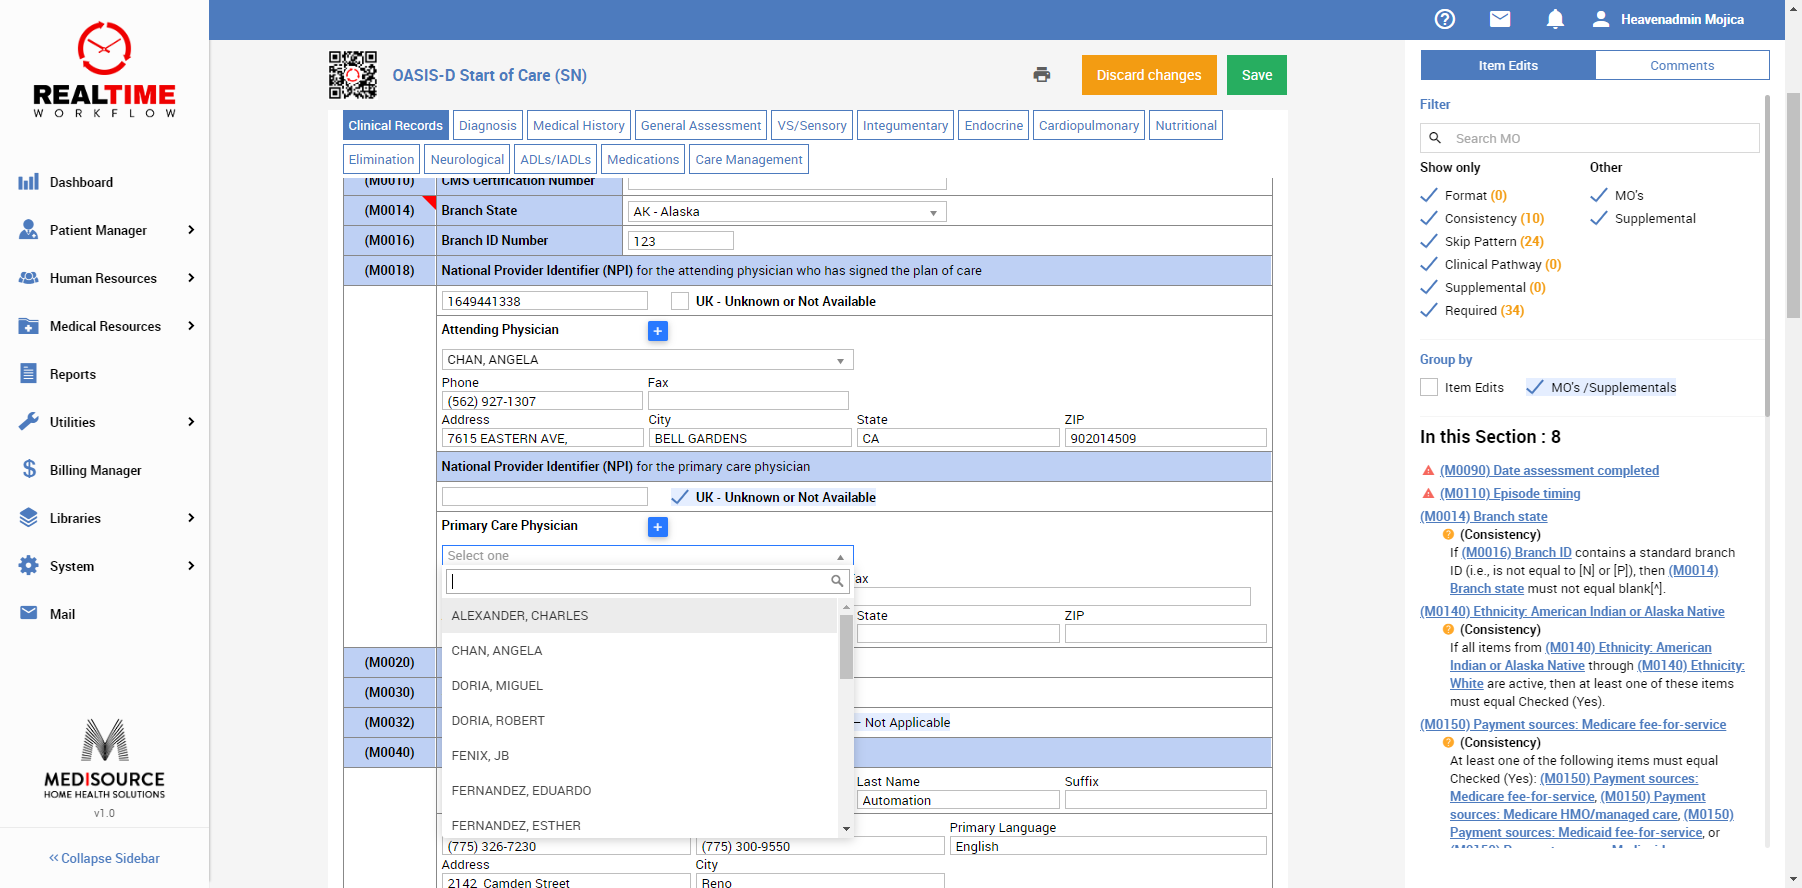 REALTIME
WORKFLOW
Dashboard
Patient Manager
Human Resources
Medical Resources
Reports
Utilities
Billing Manager
Libraries
System
Mail
MEDISOURCE
HOME HEALTH SOLUTIONS
v1.0
Collapse Sidebar
Heavenadmin Mojica
OASIS-D Start of Care (SN)
Discard changes
Save
Clinical Records
Diagnosis
Medical History
General Assessment
VS/Sensory
Integumentary
Endocrine
Cardiopulmonary
Nutritional
Elimination
Neurological
ADLs/IADLs
Medications
Care Management
(M0010) CMS Certification Number
(M0014) Branch State AK - Alaska
(M0016) Branch ID Number 123
(M0018) National Provider Identifier (NPI) for the attending physician who has signed the plan of care
1649441338 UK - Unknown or Not Available
Attending Physician +
CHAN, ANGELA
Phone Fax
(562) 927-1307
Address City State ZIP
7615 EASTERN AVE, BELL GARDENS CA 902014509
National Provider Identifier (NPI) for the primary care physician
UK - Unknown or Not Available
Primary Care Physician +
Select one
ax
ALEXANDER, CHARLES
State ZIP
CHAN, ANGELA
(M0020)
DORIA, MIGUEL
(M0030)
DORIA, ROBERT
(M0032) – Not Applicable
(M0040)
FENIX, JB
Last Name Suffix
FERNANDEZ, EDUARDO
Automation
FERNANDEZ, ESTHER
Primary Language
(775) 326-7230 (775) 300-9550 English
Address City
2142 Camden Street Reno
Item Edits
Comments
Filter
Search MO
Show only Other
Format (0) MO's
Consistency (10) Supplemental
Skip Pattern (24)
Clinical Pathway (0)
Supplemental (0)
Required (34)
Group by
Item Edits MO's /Supplementals
In this Section : 8
(M0090) Date assessment completed
(M0110) Episode timing
(M0014) Branch state
(Consistency)
If (M0016) Branch ID contains a standard branch
ID (i.e., is not equal to [N] or [P]), then (M0014)
Branch state must not equal blank[^].
(M0140) Ethnicity: American Indian or Alaska Native
(Consistency)
If all items from (M0140) Ethnicity: American
Indian or Alaska Native through (M0140) Ethnicity:
White are active, then at least one of these items
must equal Checked (Yes).
(M0150) Payment sources: Medicare fee-for-service
(Consistency)
At least one of the following items must equal
Checked (Yes): (M0150) Payment sources:
Medicare fee-for-service, (M0150) Payment
sources: Medicare HMO/managed care, (M0150)
Payment sources: Medicaid fee-for-service, or